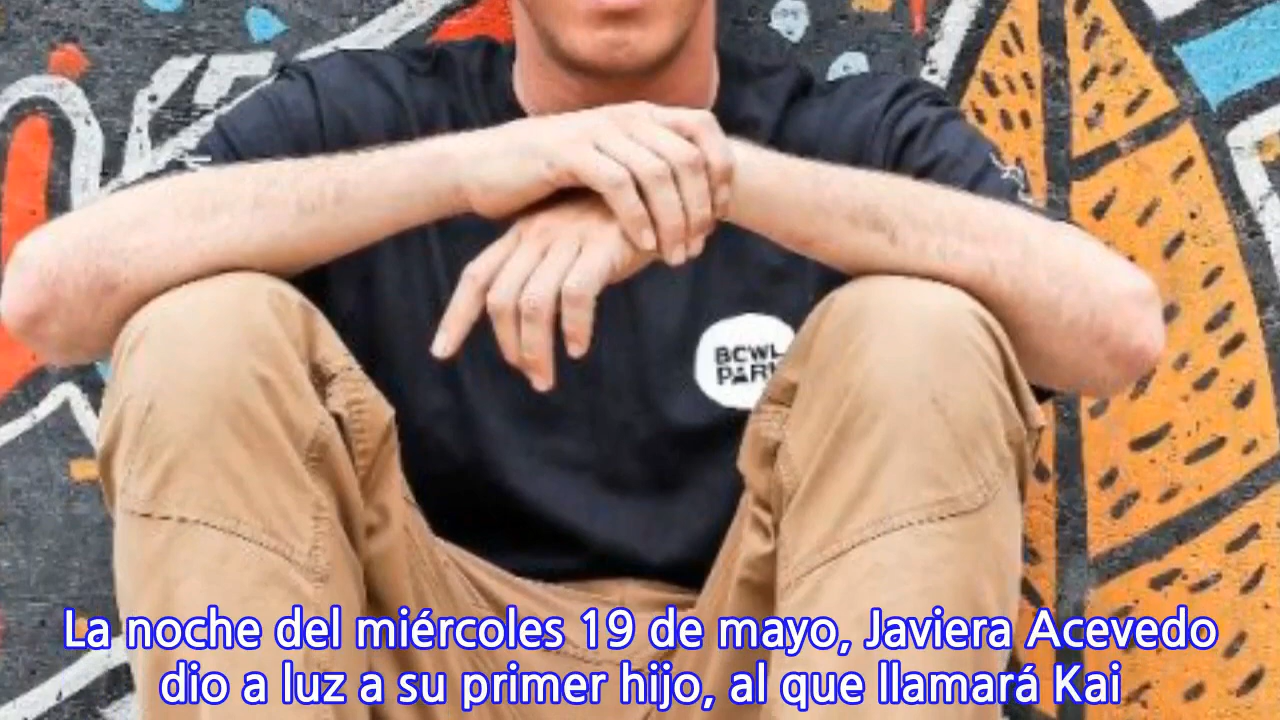 BOWL
PARK
La noche del miércoles 19 de mayo, Javiera Acevedo
dio a luz a su primer hijo, al que llamará Kai